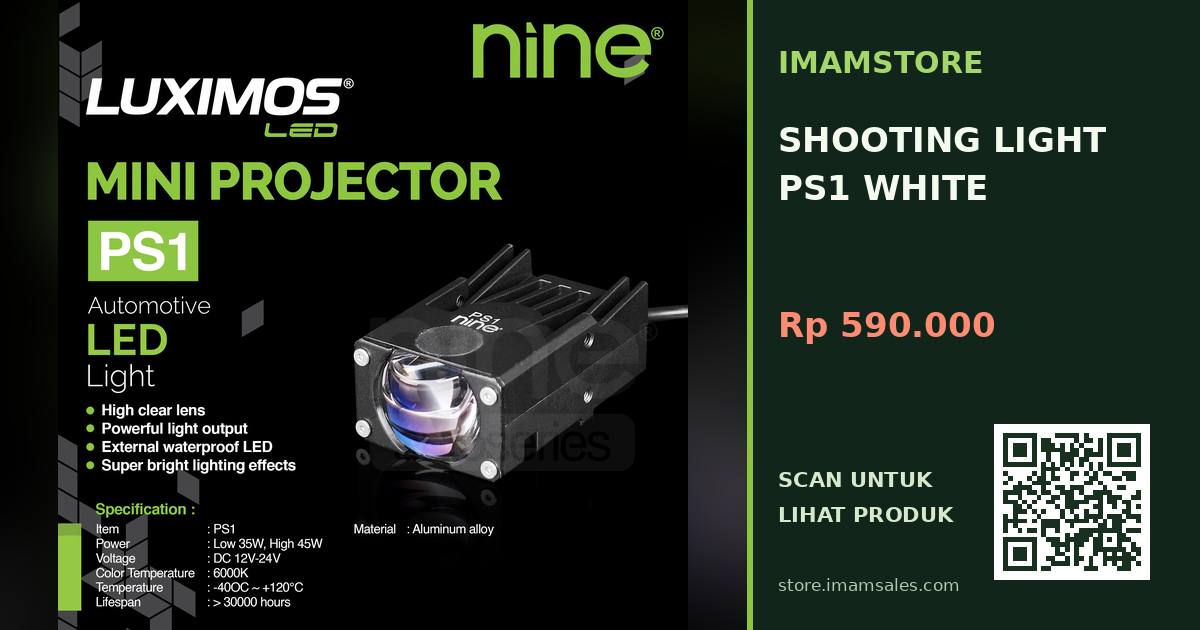 nine®
LUXIMOS®
LED
MINI PROJECTOR
PS1
Automotive
LED
Light
High clear lens
Powerful light output
External waterproof LED
Super bright lighting effects
PS1
nine®
nine®
series
Specification :
Item : PS1
Power : Low 35W, High 45W
Voltage : DC 12V-24V
Color Temperature : 6000K
Temperature : -40OC ~ +120°C
Lifespan : > 30000 hours
Material : Aluminum alloy
IMAMSTORE
SHOOTING LIGHT
PS1 WHITE
Rp 590.000
SCAN UNTUK
LIHAT PRODUK
store.imamsales.com